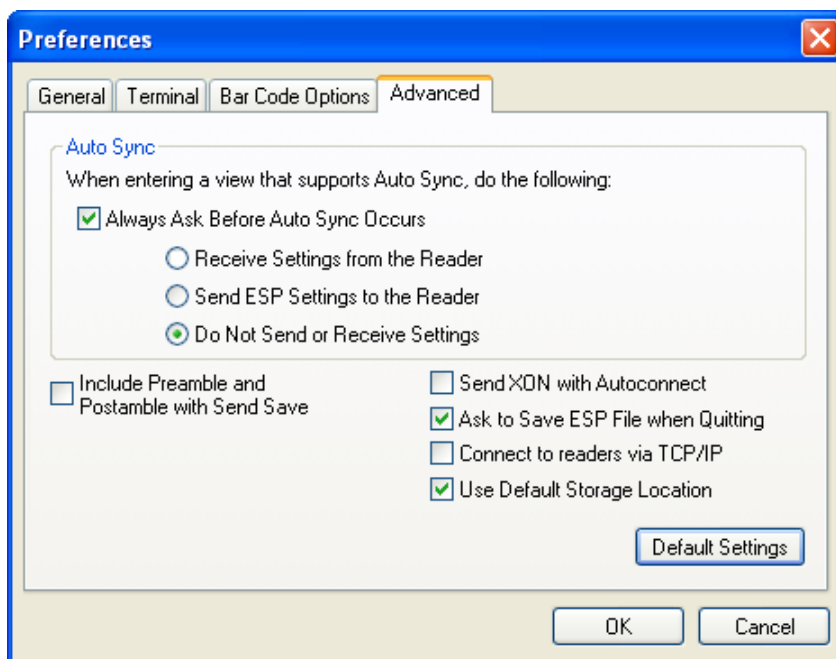 Preferences
General Terminal Bar Code Options Advanced
Auto Sync
When entering a view that supports Auto Sync, do the following:
Always Ask Before Auto Sync Occurs
Receive Settings from the Reader
Send ESP Settings to the Reader
Do Not Send or Receive Settings
Include Preamble and
Postamble with Send Save
Send XON with Autoconnect
Ask to Save ESP File when Quitting
Connect to readers via TCP/IP
Use Default Storage Location
Default Settings
OK Cancel